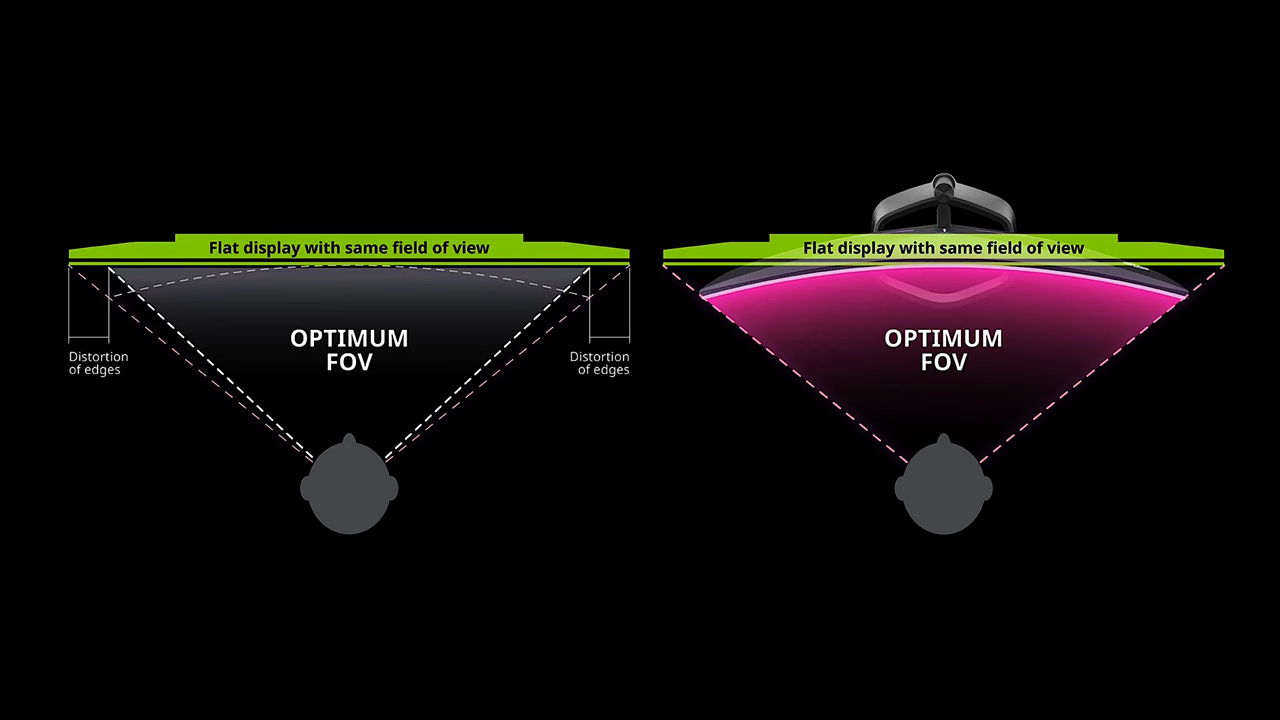 Flat display with same field of view
OPTIMUM
FOV
Distortion
of edges
Distortion
of edges
Flat display with same field of view
OPTIMUM
FOV